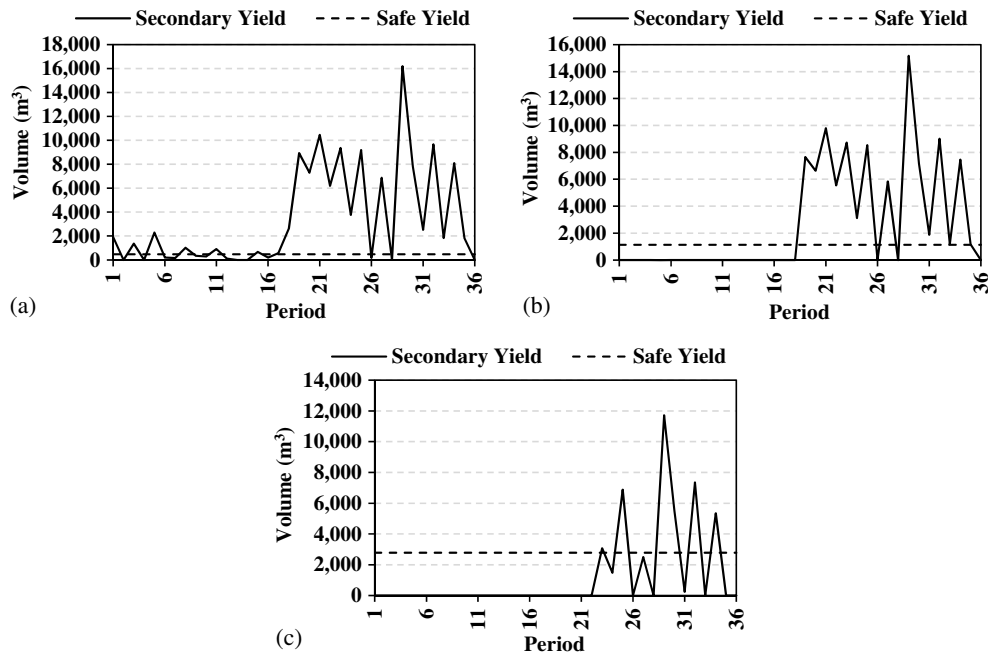 Secondary Yield Safe Yield
18,000
16,000
14,000
12,000
10,000
8,000
6,000
4,000
2,000
0
Volume (m³)
1 6 11 16 21 26 31 36
Period
(a)
Secondary Yield Safe Yield
16,000
14,000
12,000
10,000
8,000
6,000
4,000
2,000
0
Volume (m³)
1 6 11 16 21 26 31 36
Period
(b)
Secondary Yield Safe Yield
14,000
12,000
10,000
8,000
6,000
4,000
2,000
0
Volume (m³)
1 6 11 16 21 26 31 36
Period
(c)